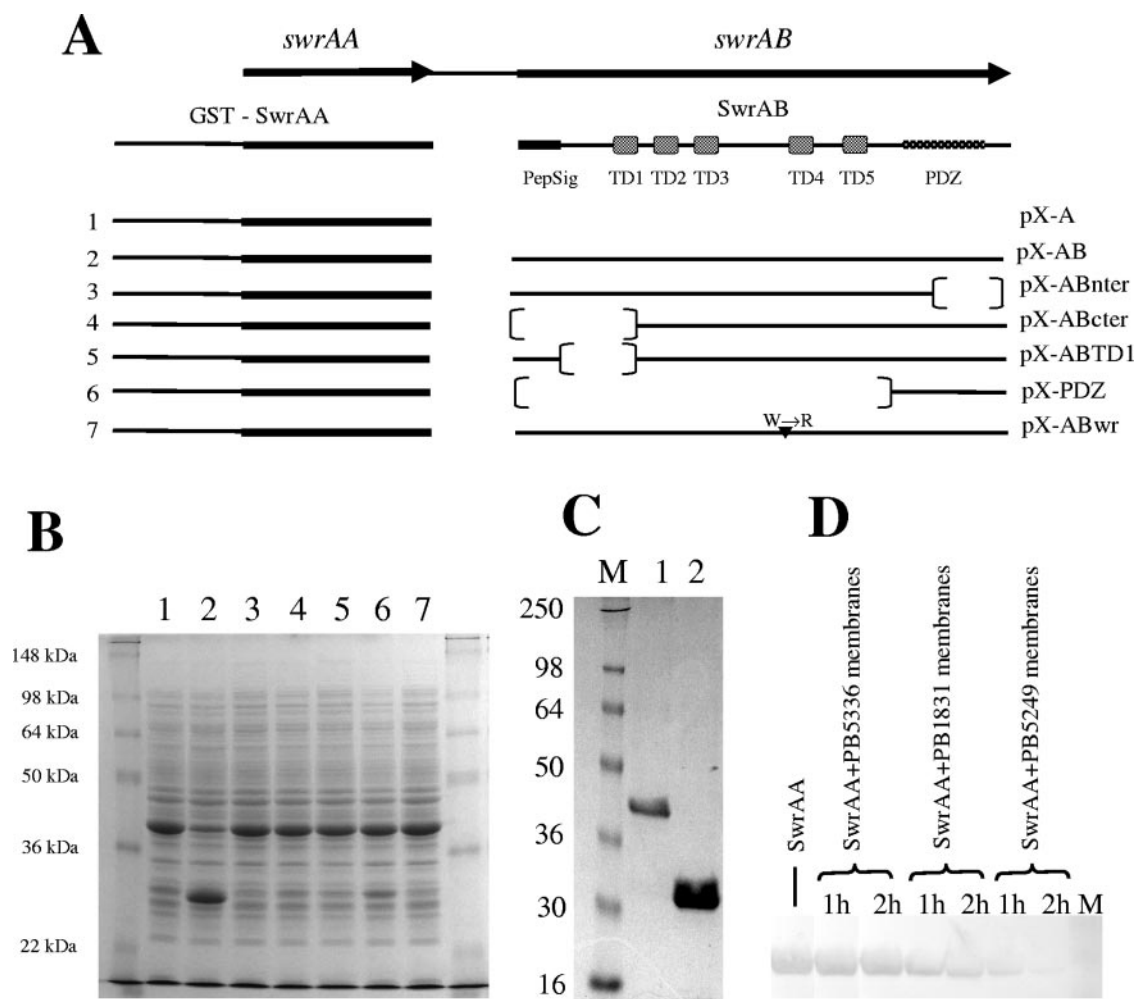 A
swrAA swrAB
GST - SwrAA SwrAB
PepSig TD1 TD2 TD3 TD4 TD5 PDZ
1 pX-A
2 pX-AB
3 pX-ABnter
4 pX-ABcter
5 pX-ABTD1
6 pX-PDZ
W→R
7 pX-ABwr
B
1 2 3 4 5 6 7
148 kDa
98 kDa
64 kDa
50 kDa
36 kDa
22 kDa
C
M 1 2
250
98
64
50
36
30
16
D
SwrAA
SwrAA+PB5336 membranes
SwrAA+PB1831 membranes
SwrAA+PB5249 membranes
1h 2h 1h 2h 1h 2h M